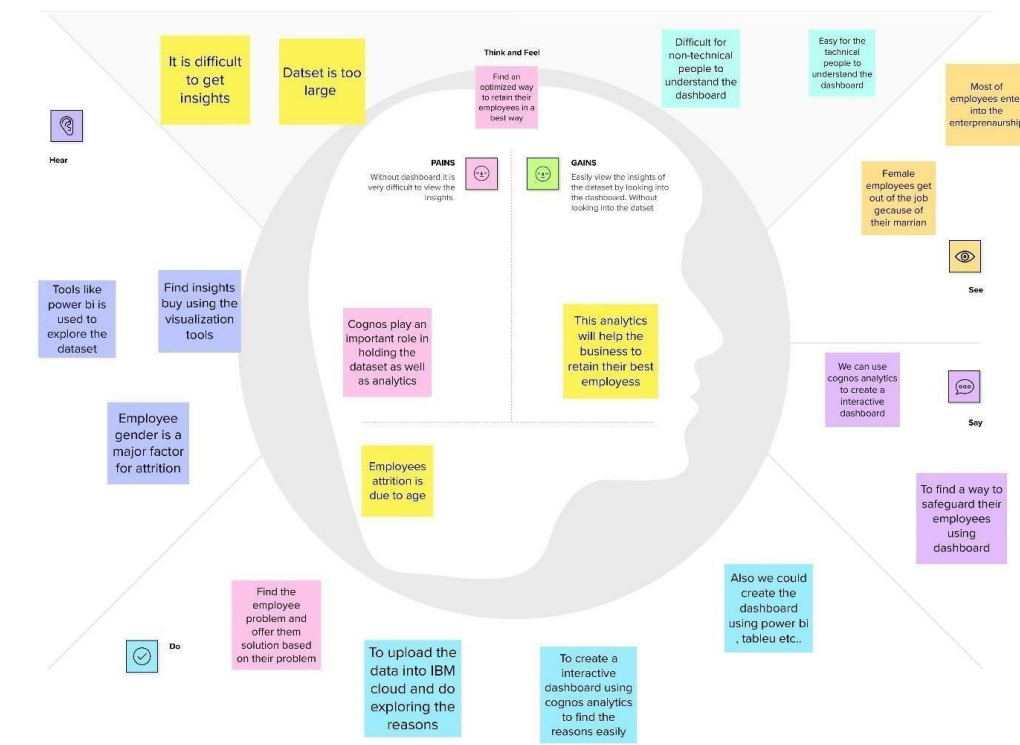 It is difficult
to get
insights
Datset is too
large
Think and Feel
Find an
optimized way
to retain their
employees in a
best way
Difficult for
non-technical
people to
understand the
dashboard
Easy for the
tachnical
people to
understand the
dashboard
Most of
employees ente
into the
enterprenaurship
Hear
PAINS
Without dashboard it is
very difficult to view the
insights
GAINS
Easily view the insights of
the dataset by looking into
the dashboard. Without
looking into the datset
Female
employees get
out of the job
gecause of
their marrian
See
Tools like
power bi is
used to
explore the
dataset
Find insights
buy using the
visualization
tools
Cognos play an
important role in
holding the
dataset as well
as analytics
This analytics
will help the
business to
retain their best
employess
We can use
cognos analytics
to create a
interactive
dashboard
Say
Employee
gender is a
major factor
for attrition
Employees
attrition is
due to age
To find a way to
safeguard their
employees
using
dashboard
Do
Find the
employee
problem and
offer them
solution based
on their problem
To upload the
data into IBM
cloud and do
exploring the
reasons
To create a
interactive
dashboard using
cognos analytics
to find the
reasons easily
Also we could
create the
dashboard
using power bi
, tableu etc..